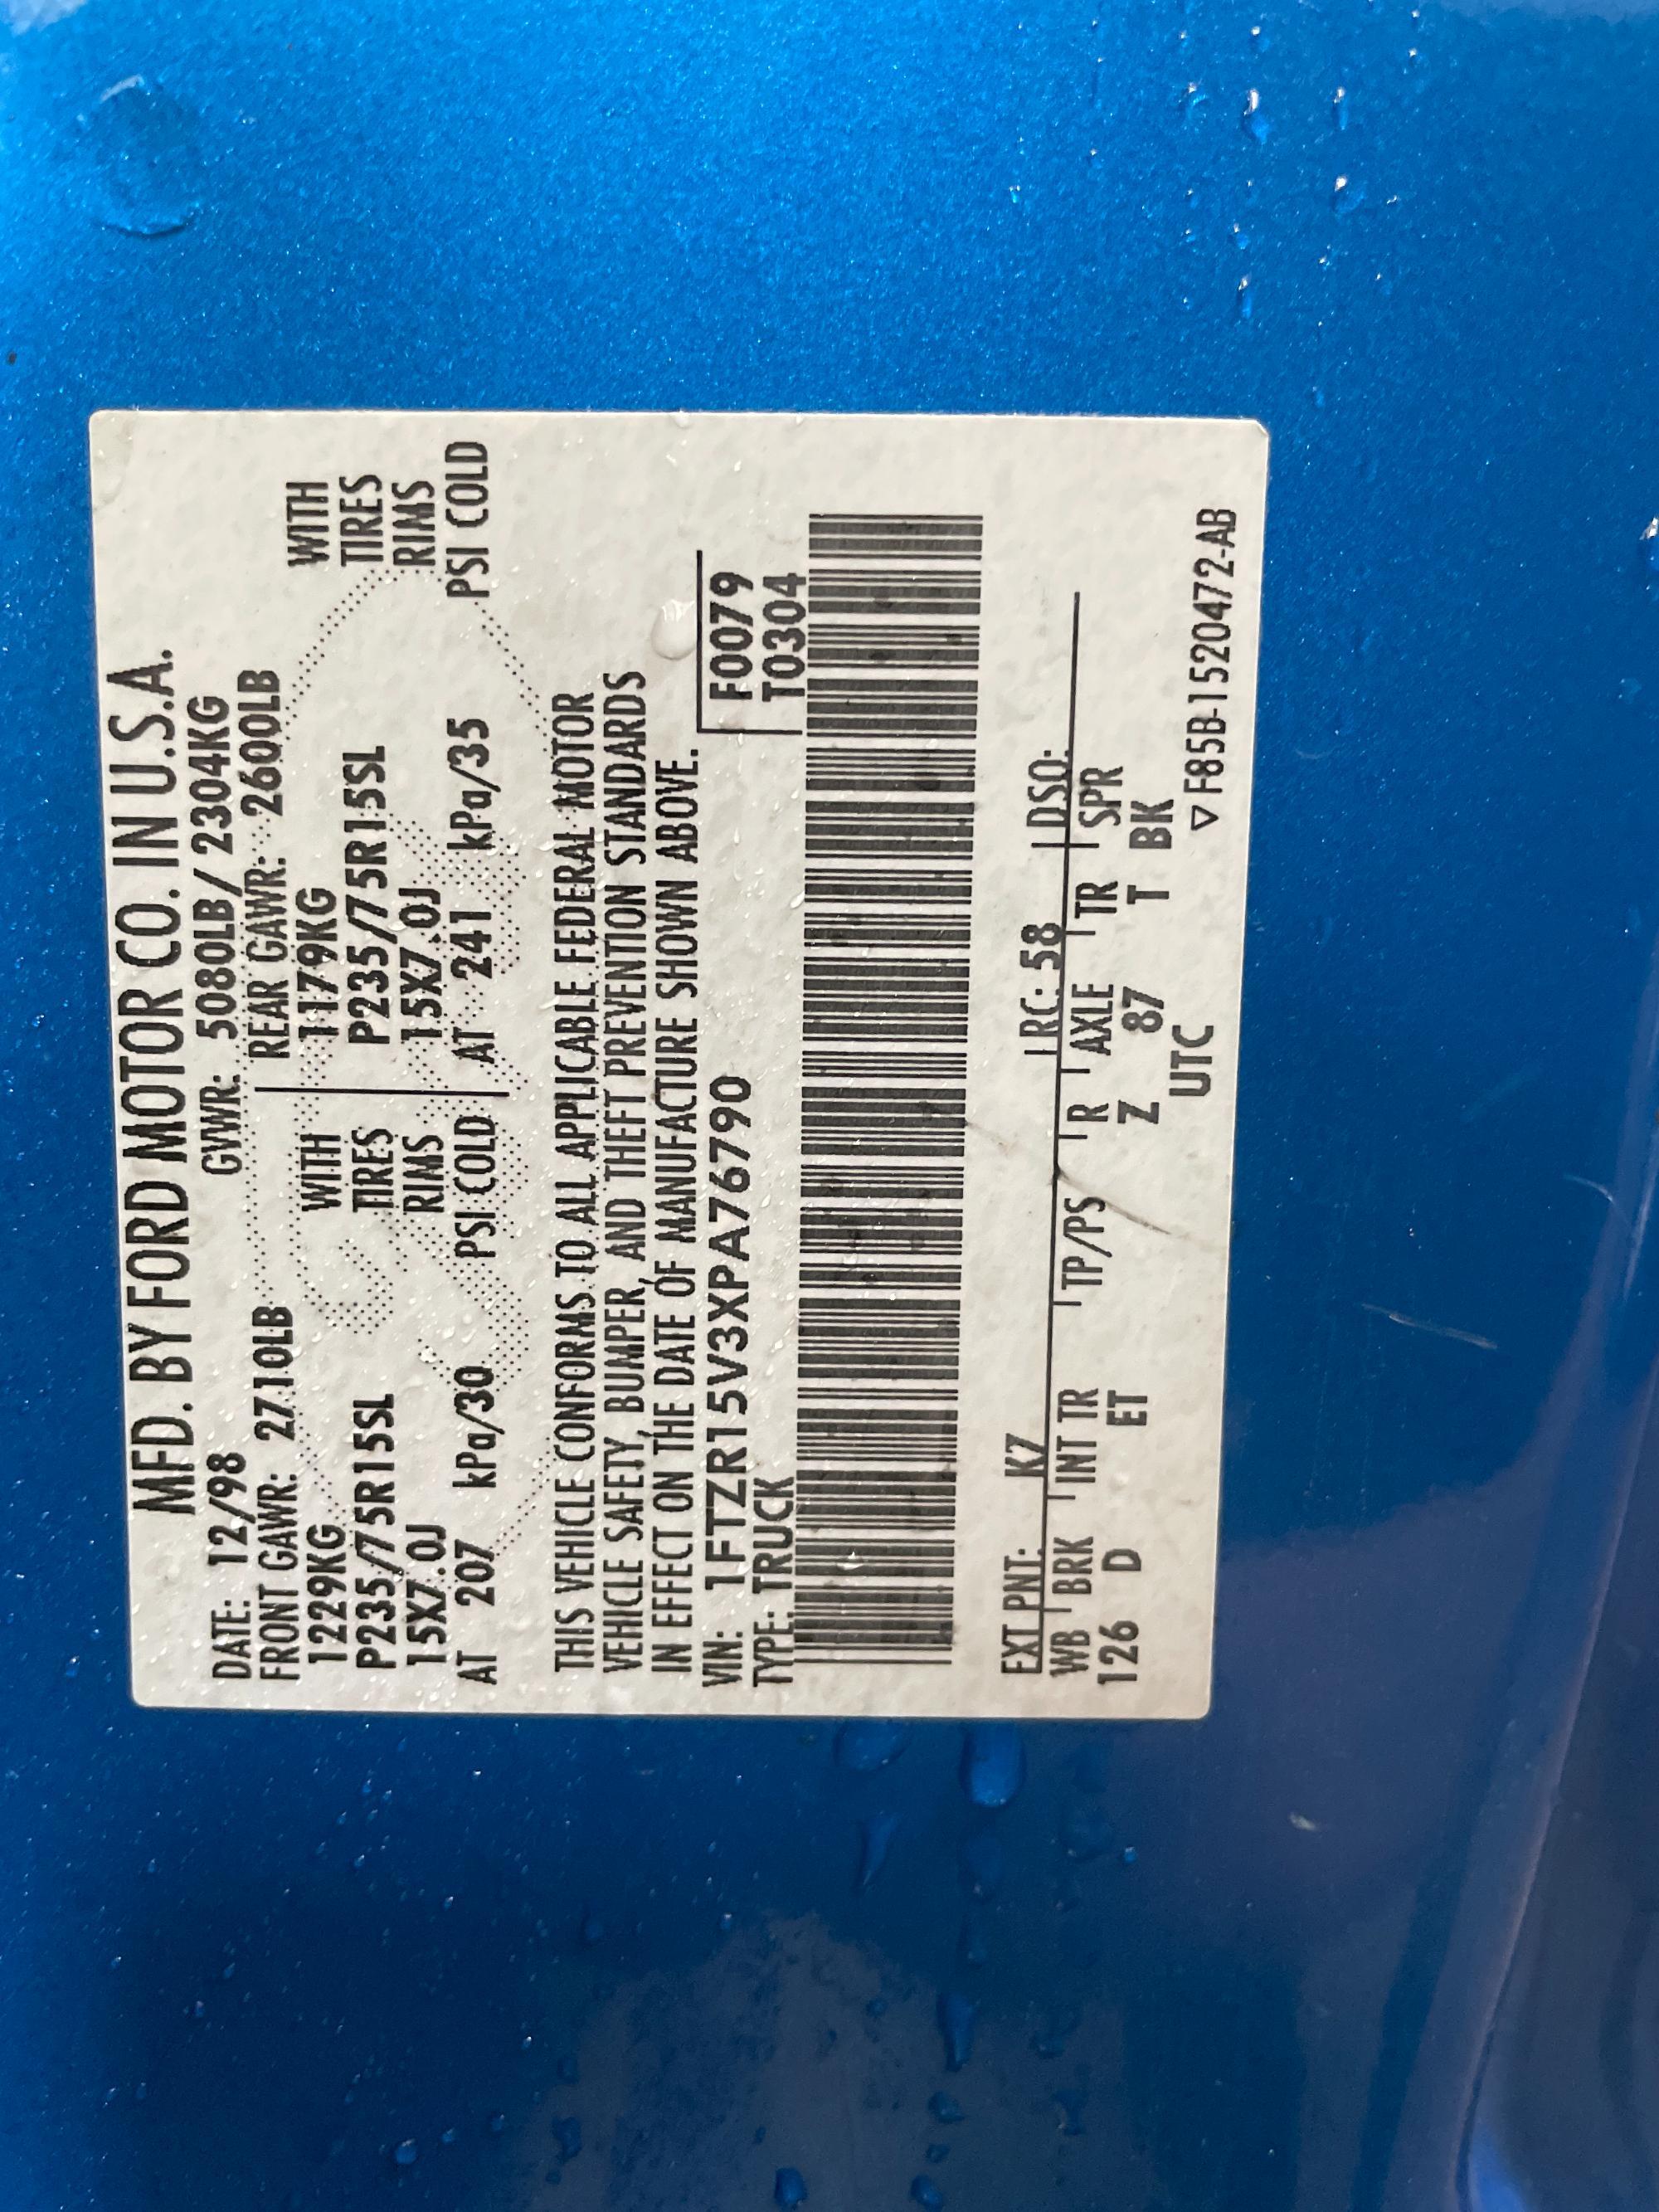 MFD. BY FORD MOTOR CO. IN U.S.A.
DATE: 12/98 GVWR: 5080LB/ 2304KG
FRONT GAWR: 2710LB REAR GAWR: 2600LB
1229KG WITH 1179KG WITH
P235/75R15SL TIRES P235/75R15SL TIRES
15X7.0J RIMS 15X7.0J RIMS
AT 207 kPa/30 PSI COLD AT 241 kPa/35 PSI COLD
THIS VEHICLE CONFORMS TO ALL APPLICABLE FEDERAL MOTOR
VEHICLE SAFETY, BUMPER, AND THEFT PREVENTION STANDARDS
IN EFFECT ON THE DATE OF MANUFACTURE SHOWN ABOVE.
VIN: 1FTZR15V3XPA76790 F0079
TYPE: TRUCK T0304
EXT PNT: K7 RC: 58 DSO:
WB BRK INT TR TP/PS R AXLE TR SPR
126 D ET Z 87 T BK
UTC
▽ F85B-1520472-AB